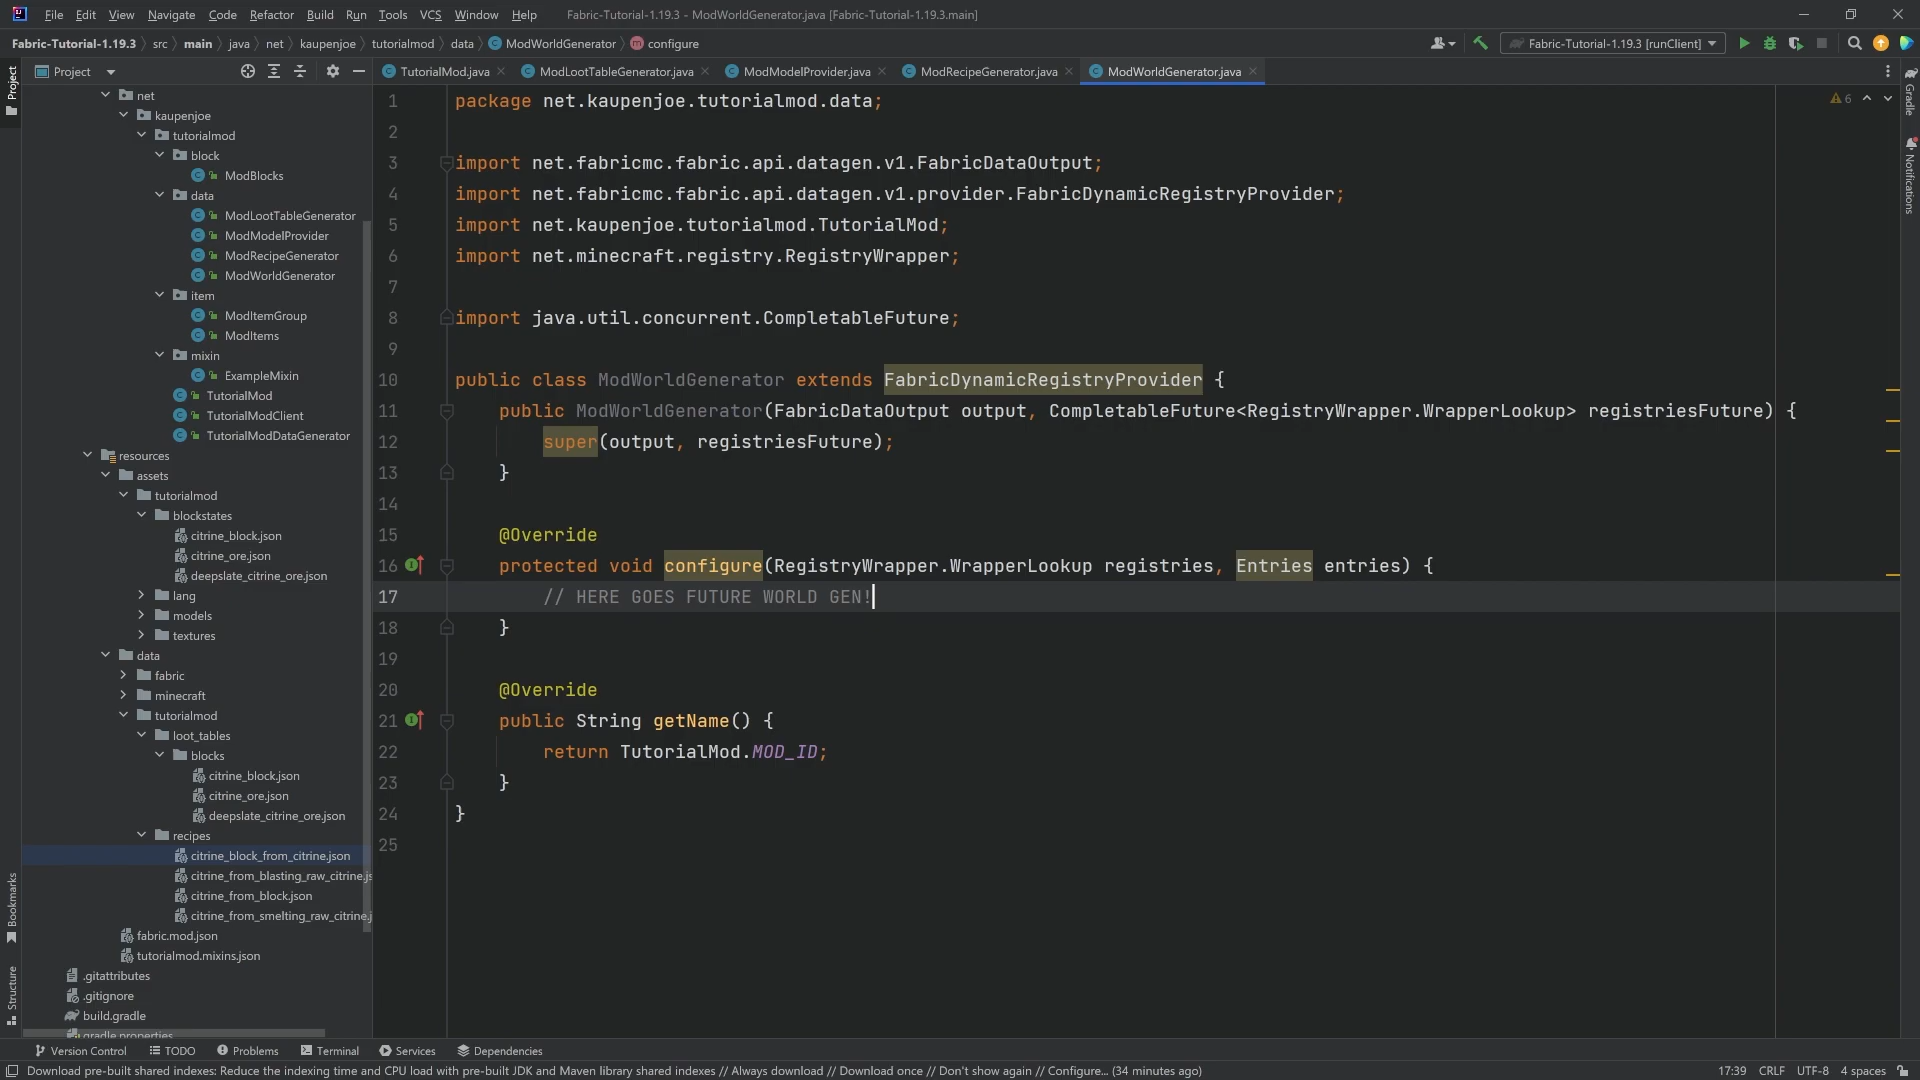 File Edit View Navigate Code Refactor Build Run Tools VCS Window Help Fabric-Tutorial-1.19.3 - ModWorldGenerator.java [Fabric-Tutorial-1.19.3.main]
Fabric-Tutorial-1.19.3 src main java net kaupenjoe tutorialmod data ModWorldGenerator configure
Fabric-Tutorial-1.19.3 [runClient]
Project
TutorialMod.java ModLootTableGenerator.java ModModelProvider.java ModRecipeGenerator.java ModWorldGenerator.java
Project
Gradle
Notifications
Bookmarks
Structure
net
kaupenjoe
tutorialmod
block
ModBlocks
data
ModLootTableGenerator
ModModelProvider
ModRecipeGenerator
ModWorldGenerator
item
ModItemGroup
ModItems
mixin
ExampleMixin
TutorialMod
TutorialModClient
TutorialModDataGenerator
resources
assets
tutorialmod
blockstates
citrine_block.json
citrine_ore.json
deepslate_citrine_ore.json
lang
models
textures
data
fabric
minecraft
tutorialmod
loot_tables
blocks
citrine_block.json
citrine_ore.json
deepslate_citrine_ore.json
recipes
citrine_block_from_citrine.json
citrine_from_blasting_raw_citrine.js
citrine_from_block.json
citrine_from_smelting_raw_citrine.j
fabric.mod.json
tutorialmod.mixins.json
.gitattributes
.gitignore
build.gradle
gradle.properties
6
1 package net.kaupenjoe.tutorialmod.data;
2
3 import net.fabricmc.fabric.api.datagen.v1.FabricDataOutput;
4 import net.fabricmc.fabric.api.datagen.v1.provider.FabricDynamicRegistryProvider;
5 import net.kaupenjoe.tutorialmod.TutorialMod;
6 import net.minecraft.registry.RegistryWrapper;
7
8 import java.util.concurrent.CompletableFuture;
9
10 public class ModWorldGenerator extends FabricDynamicRegistryProvider {
11 public ModWorldGenerator(FabricDataOutput output, CompletableFuture<RegistryWrapper.WrapperLookup> registriesFuture) {
12 super(output, registriesFuture);
13 }
14
15 @Override
16 protected void configure(RegistryWrapper.WrapperLookup registries, Entries entries) {
17 // HERE GOES FUTURE WORLD GEN!
18 }
19
20 @Override
21 public String getName() {
22 return TutorialMod.MOD_ID;
23 }
24 }
25
Version Control TODO Problems Terminal Services Dependencies
Download pre-built shared indexes: Reduce the indexing time and CPU load with pre-built JDK and Maven library shared indexes // Always download // Download once // Don't show again // Configure... (34 minutes ago) 17:39 CRLF UTF-8 4 spaces